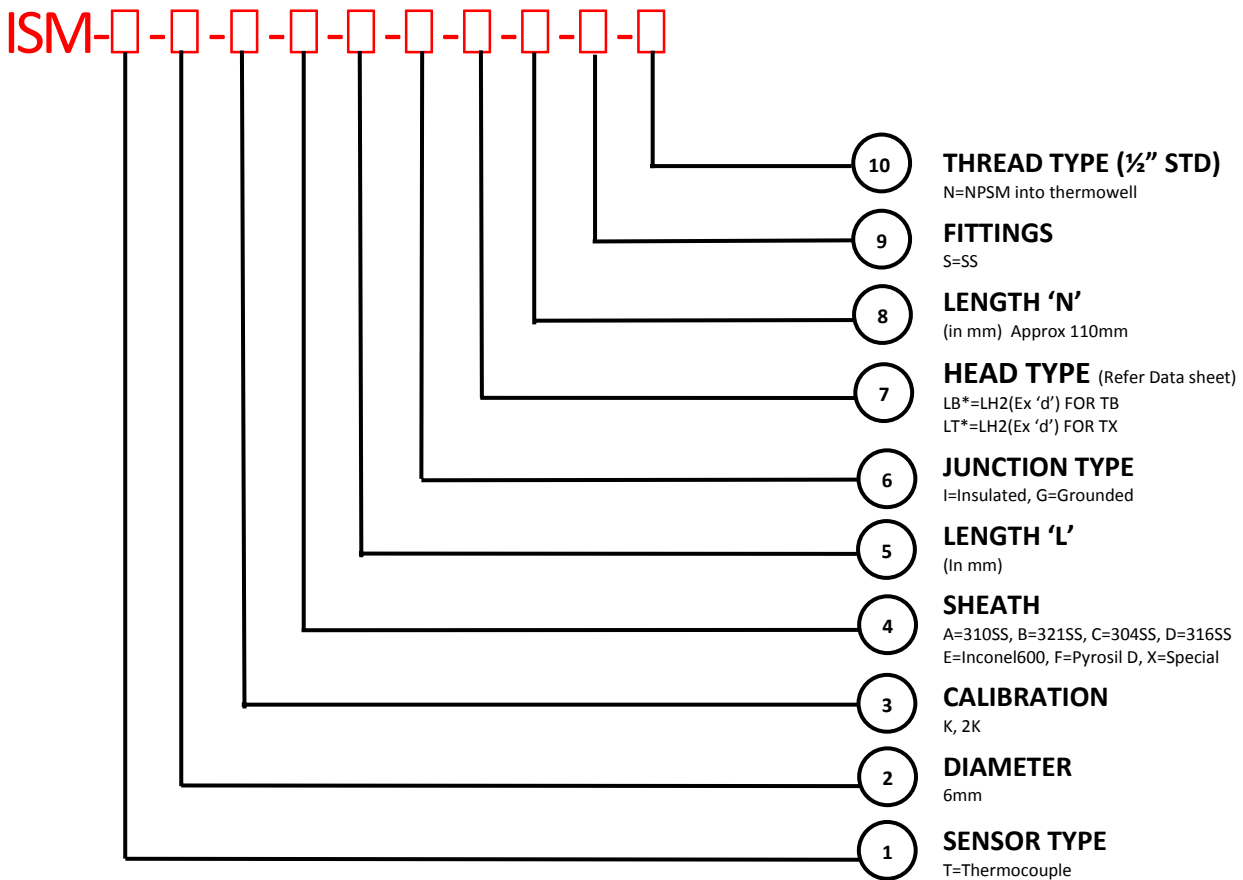 ISM-□-□-□-□-□-□-□-□-□-□
10 THREAD TYPE (½” STD)
N=NPSM into thermowell
9 FITTINGS
S=SS
8 LENGTH ‘N’
(in mm) Approx 110mm
7 HEAD TYPE (Refer Data sheet)
LB*=LH2(Ex ‘d’) FOR TB
LT*=LH2(Ex ‘d’) FOR TX
6 JUNCTION TYPE
I=Insulated, G=Grounded
5 LENGTH ‘L’
(In mm)
4 SHEATH
A=310SS, B=321SS, C=304SS, D=316SS
E=Inconel600, F=Pyrosil D, X=Special
3 CALIBRATION
K, 2K
2 DIAMETER
6mm
1 SENSOR TYPE
T=Thermocouple